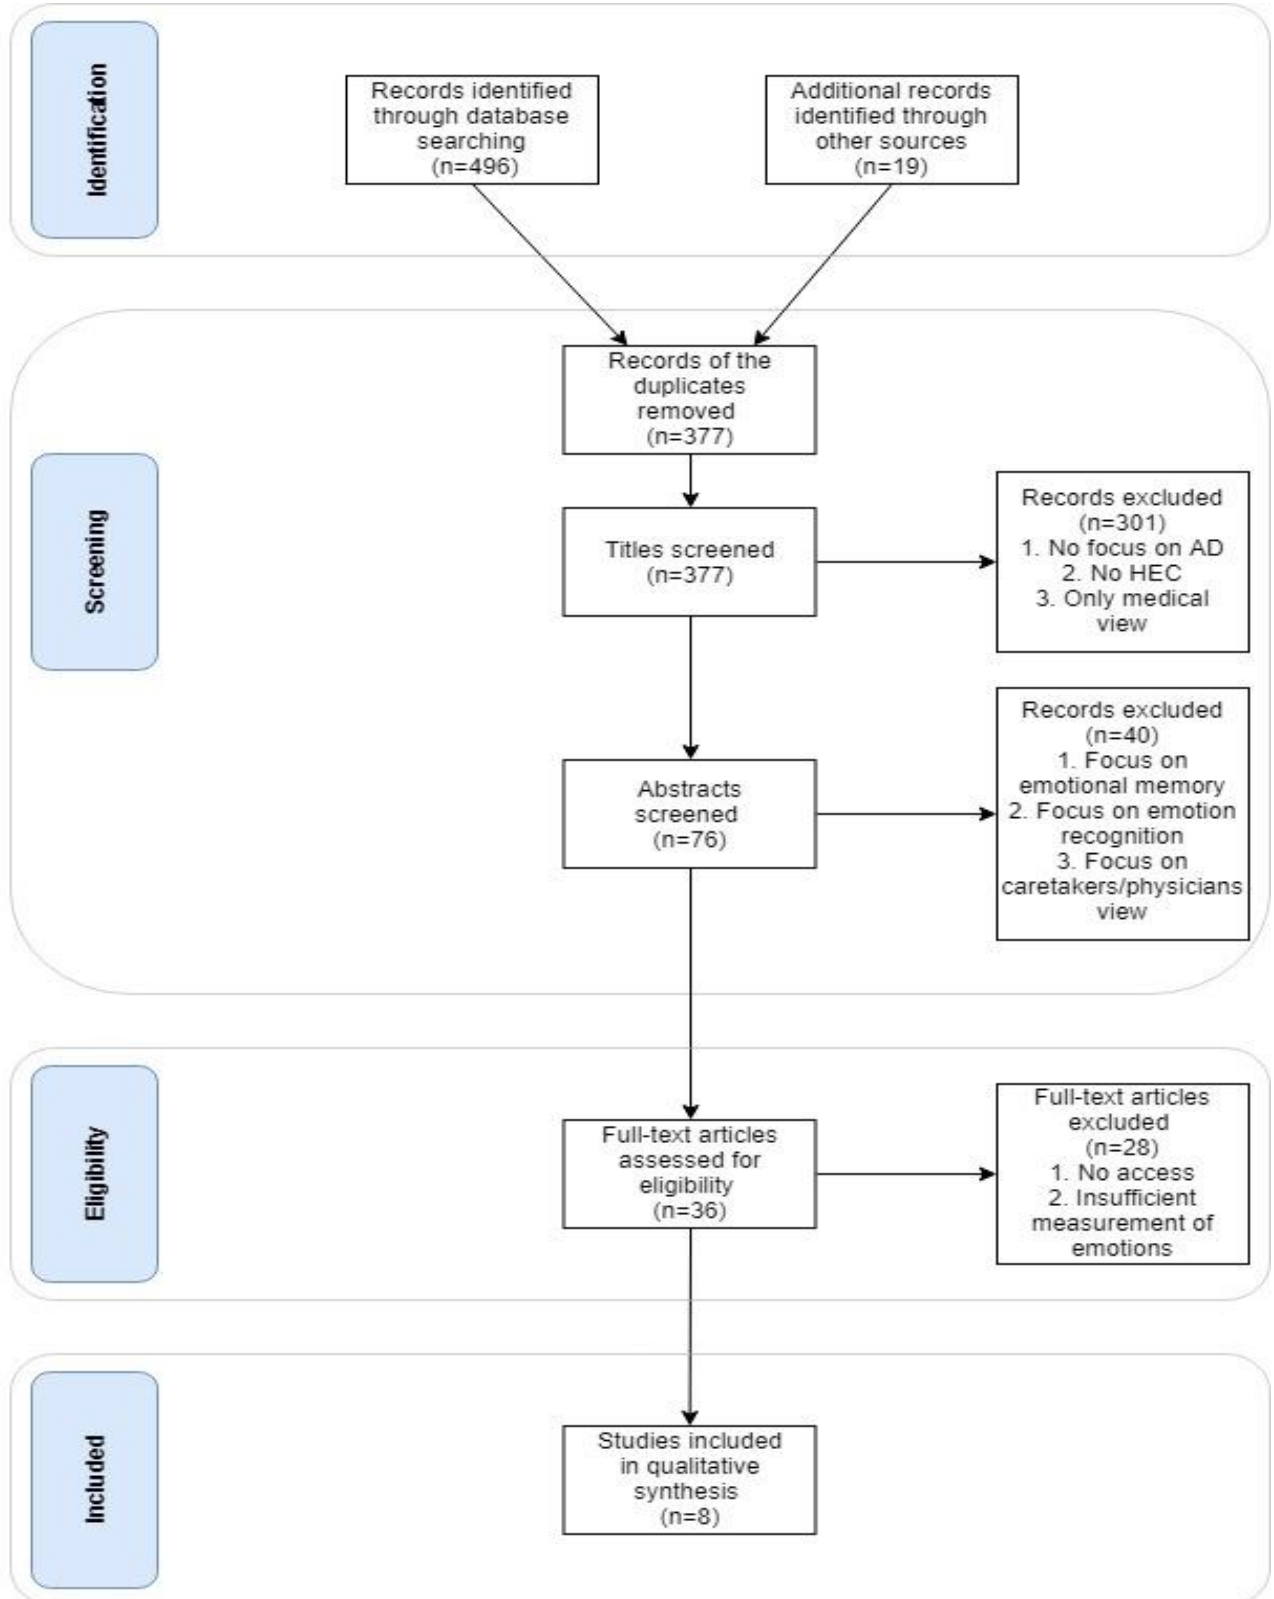 Identification
Records identified
through database
searching
(n=496)
Additional records
identified through
other sources
(n=19)
Screening
Records of the
duplicates
removed
(n=377)
Titles screened
(n=377)
Records excluded
(n=301)
1. No focus on AD
2. No HEC
3. Only medical
view
Abstracts
screened
(n=76)
Records excluded
(n=40)
1. Focus on
emotional memory
2. Focus on emotion
recognition
3. Focus on
caretakers/physicians
view
Eligibility
Full-text articles
assessed for
eligibility
(n=36)
Full-text articles
excluded
(n=28)
1. No access
2. Insufficient
measurement of
emotions
Included
Studies included
in qualitative
synthesis
(n=8)